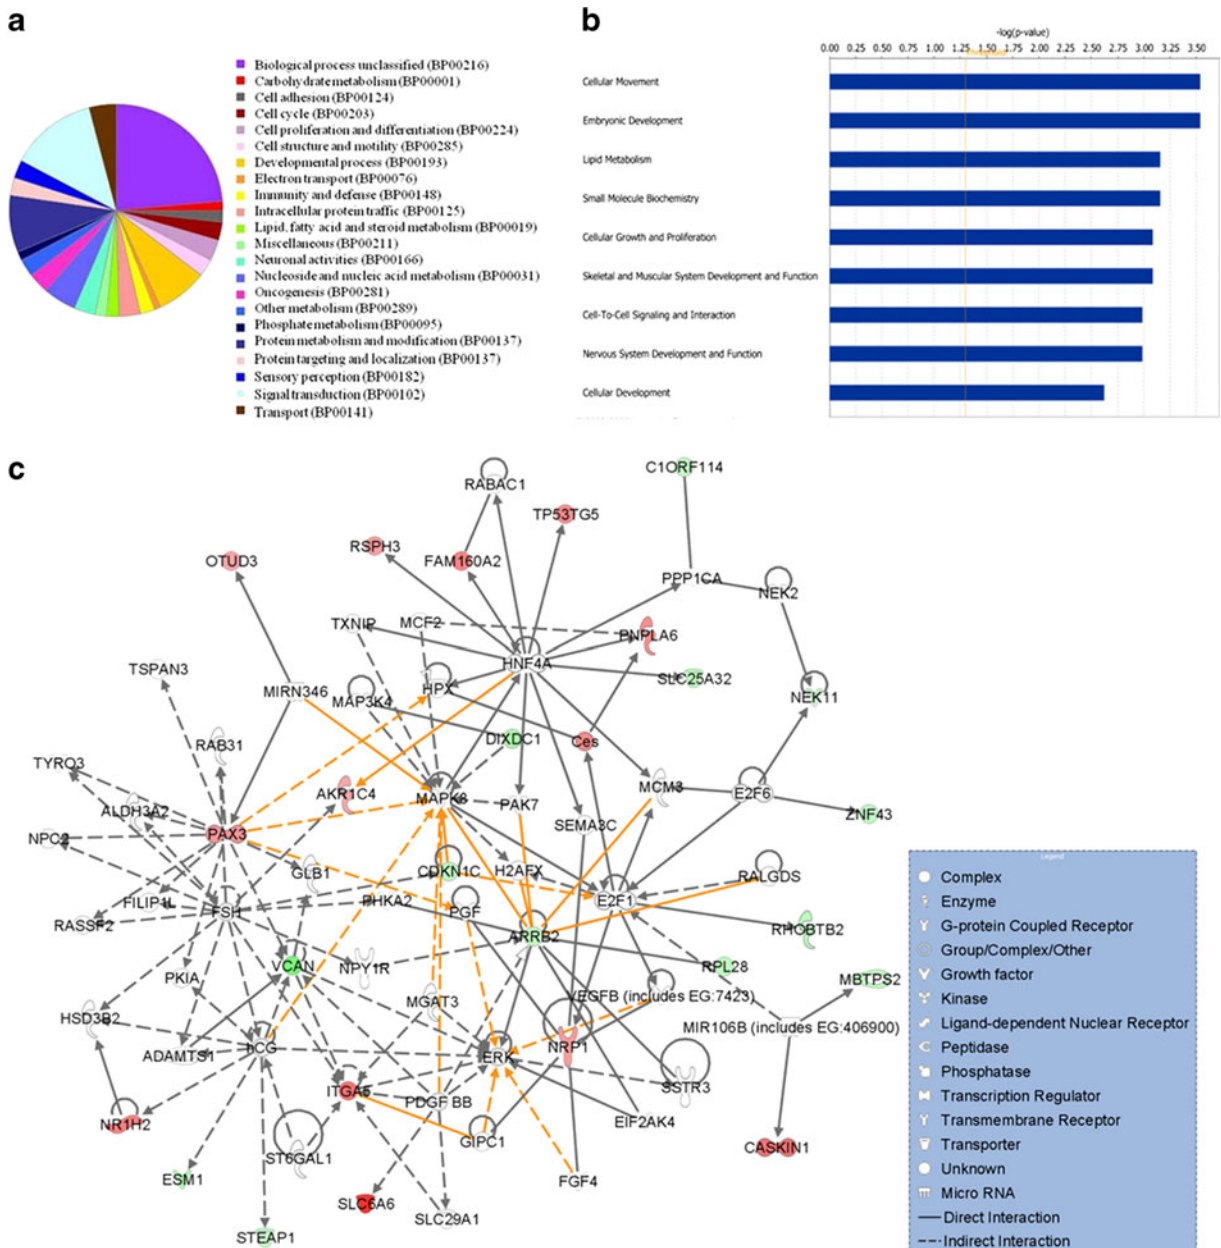 a
Biological process unclassified (BP00216)
Carbohydrate metabolism (BP00001)
Cell adhesion (BP00124)
Cell cycle (BP00203)
Cell proliferation and differentiation (BP00224)
Cell structure and motility (BP00285)
Developmental process (BP00193)
Electron transport (BP00076)
Immunity and defense (BP00148)
Intracellular protein traffic (BP00125)
Lipid, fatty acid and steroid metabolism (BP00019)
Miscellaneous (BP00211)
Neuronal activities (BP00166)
Nucleoside and nucleic acid metabolism (BP00031)
Oncogenesis (BP00281)
Other metabolism (BP00289)
Phosphate metabolism (BP00095)
Protein metabolism and modification (BP00137)
Protein targeting and localization (BP00137)
Sensory perception (BP00182)
Signal transduction (BP00102)
Transport (BP00141)
b
-log(p-value)
0.00 0.25 0.50 0.75 1.00 1.25 1.50 1.75 2.00 2.25 2.50 2.75 3.00 3.25 3.50
Cellular Movement
Embryonic Development
Lipid Metabolism
Small Molecule Biochemistry
Cellular Growth and Proliferation
Skeletal and Muscular System Development and Function
Cell-To-Cell Signaling and Interaction
Nervous System Development and Function
Cellular Development
c
C1ORF114
RABAC1
TP53TG5
RSPH3
OTUD3
FAM160A2
PPP1CA
NEK2
TXNIP
MCF2
PNPLA6
HNF4A
TSPAN3
SLC25A32
MIRN346
HPX
MAP3K4
NEK11
RAB31
DIXDC1
Ces
TYRO3
AKR1C4
MAPK8
PAK7
MCM3
E2F6
ALDH3A2
ZNF43
SEMA3C
NPC2
PAX3
GLB1
CDKN1C
H2AFX
RALGDS
FILIP1L
FSH
PHKA2
PGF
E2F1
RASSF2
RHOBTB2
ARRB2
VCAN
NPY1R
RPL28
PKIA
MBTPS2
MGAT3
VEGFB (includes EG:7423)
HSD3B2
MIR106B (includes EG:406900)
ADAMTS1
hCG
ERK
NRP1
SSTR3
ITGA5
PDGF BB
NR1H2
EIF2AK4
GIPC1
CASKIN1
ST6GAL1
ESM1
FGF4
SLC6A6
SLC29A1
STEAP1
Legend
Complex
Enzyme
G-protein Coupled Receptor
Group/Complex/Other
Growth factor
Kinase
Ligand-dependent Nuclear Receptor
Peptidase
Phosphatase
Transcription Regulator
Transmembrane Receptor
Transporter
Unknown
Micro RNA
Direct Interaction
Indirect Interaction